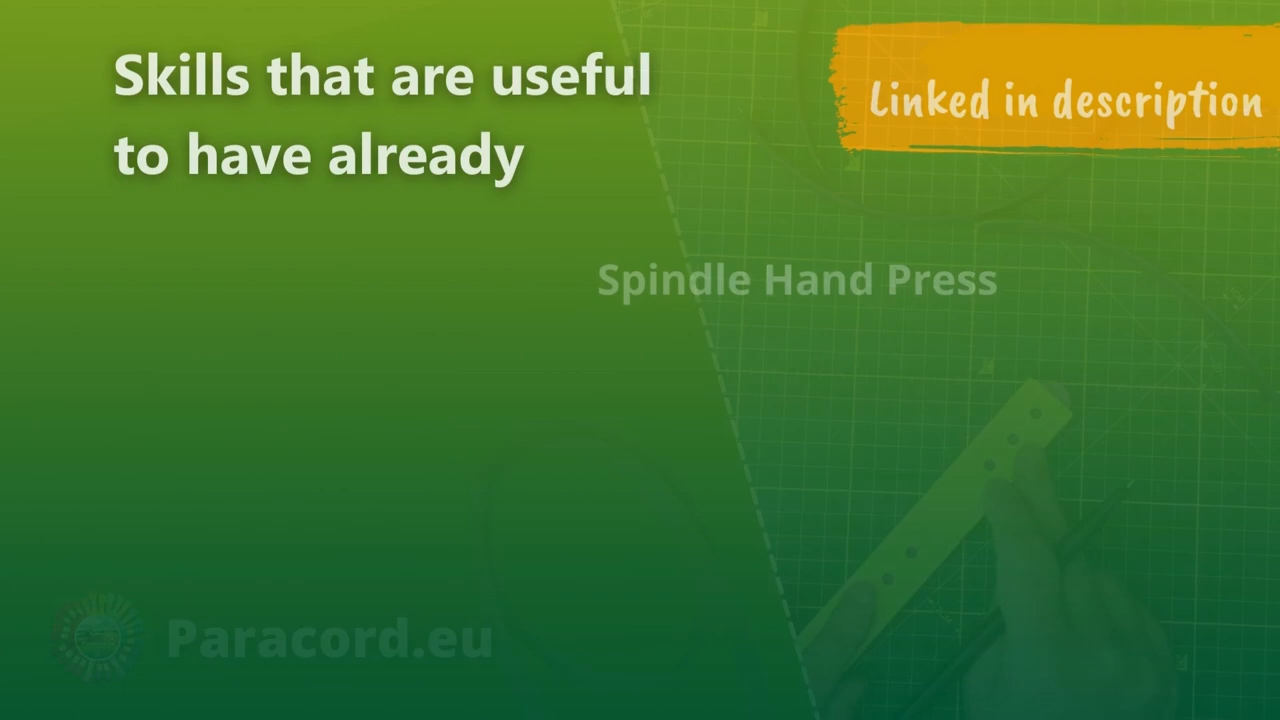 Skills that are useful
to have already
Linked in description
Spindle Hand Press
Paracord.eu